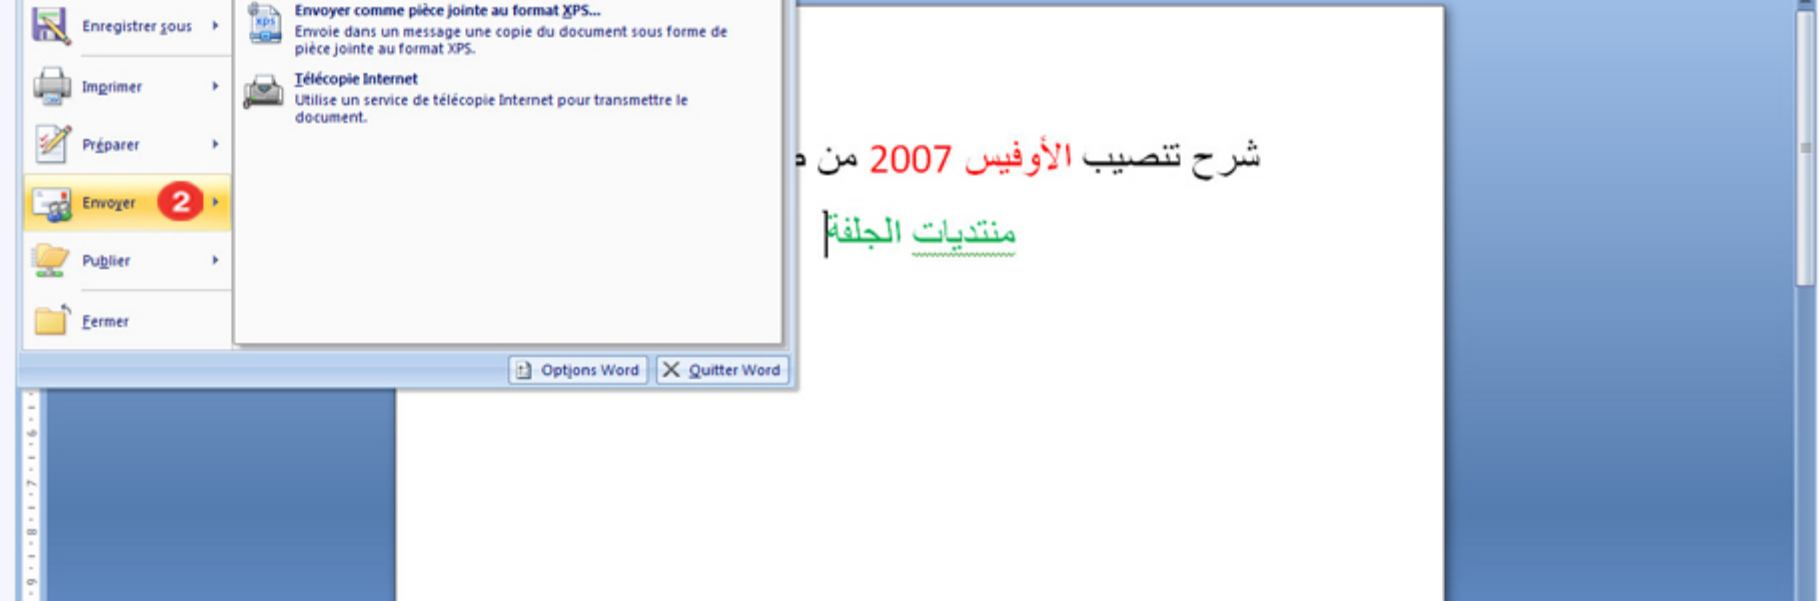 Enregistrer sous
Imprimer
Préparer
Envoyer 2
Publier
Fermer
Envoyer comme pièce jointe au format XPS...
Envoie dans un message une copie du document sous forme de
pièce jointe au format XPS.
Télécopie Internet
Utilise un service de télécopie Internet pour transmettre le
document.
Options Word
Quitter Word
شرح تنصيب الأوفيس 2007 من
منتديات الجلفة